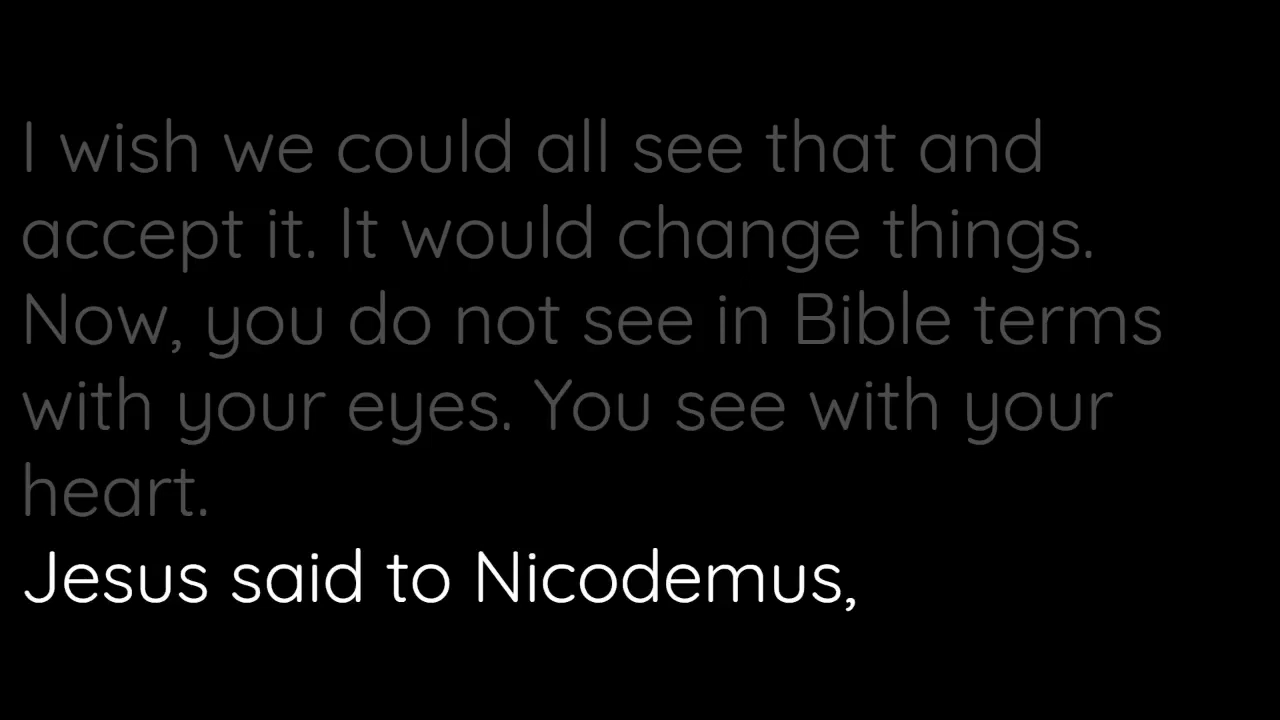 I wish we could all see that and
accept it. It would change things.
Now, you do not see in Bible terms
with your eyes. You see with your
heart.
Jesus said to Nicodemus,